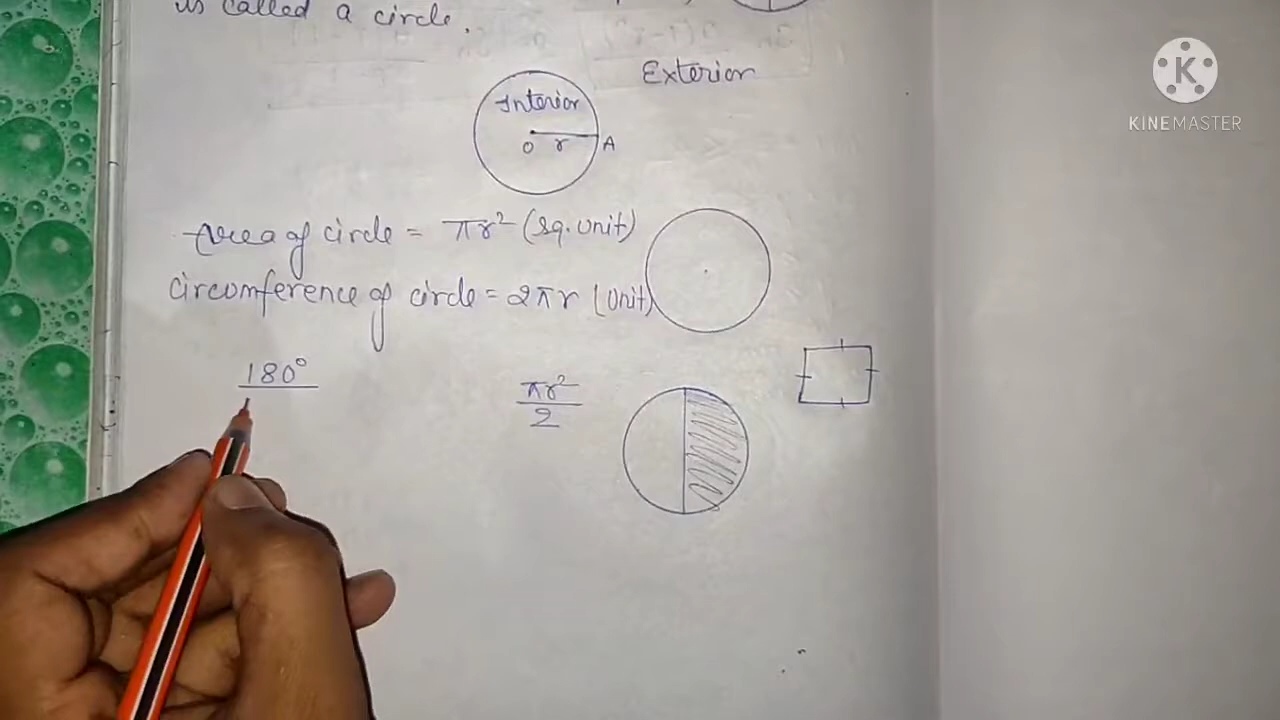 is called a circle.
Exterior
Interior
O r A
Area of circle = πr² (sq. unit)
circumference of circle = 2πr (unit)
180°
πr²
2
K
KINEMASTER